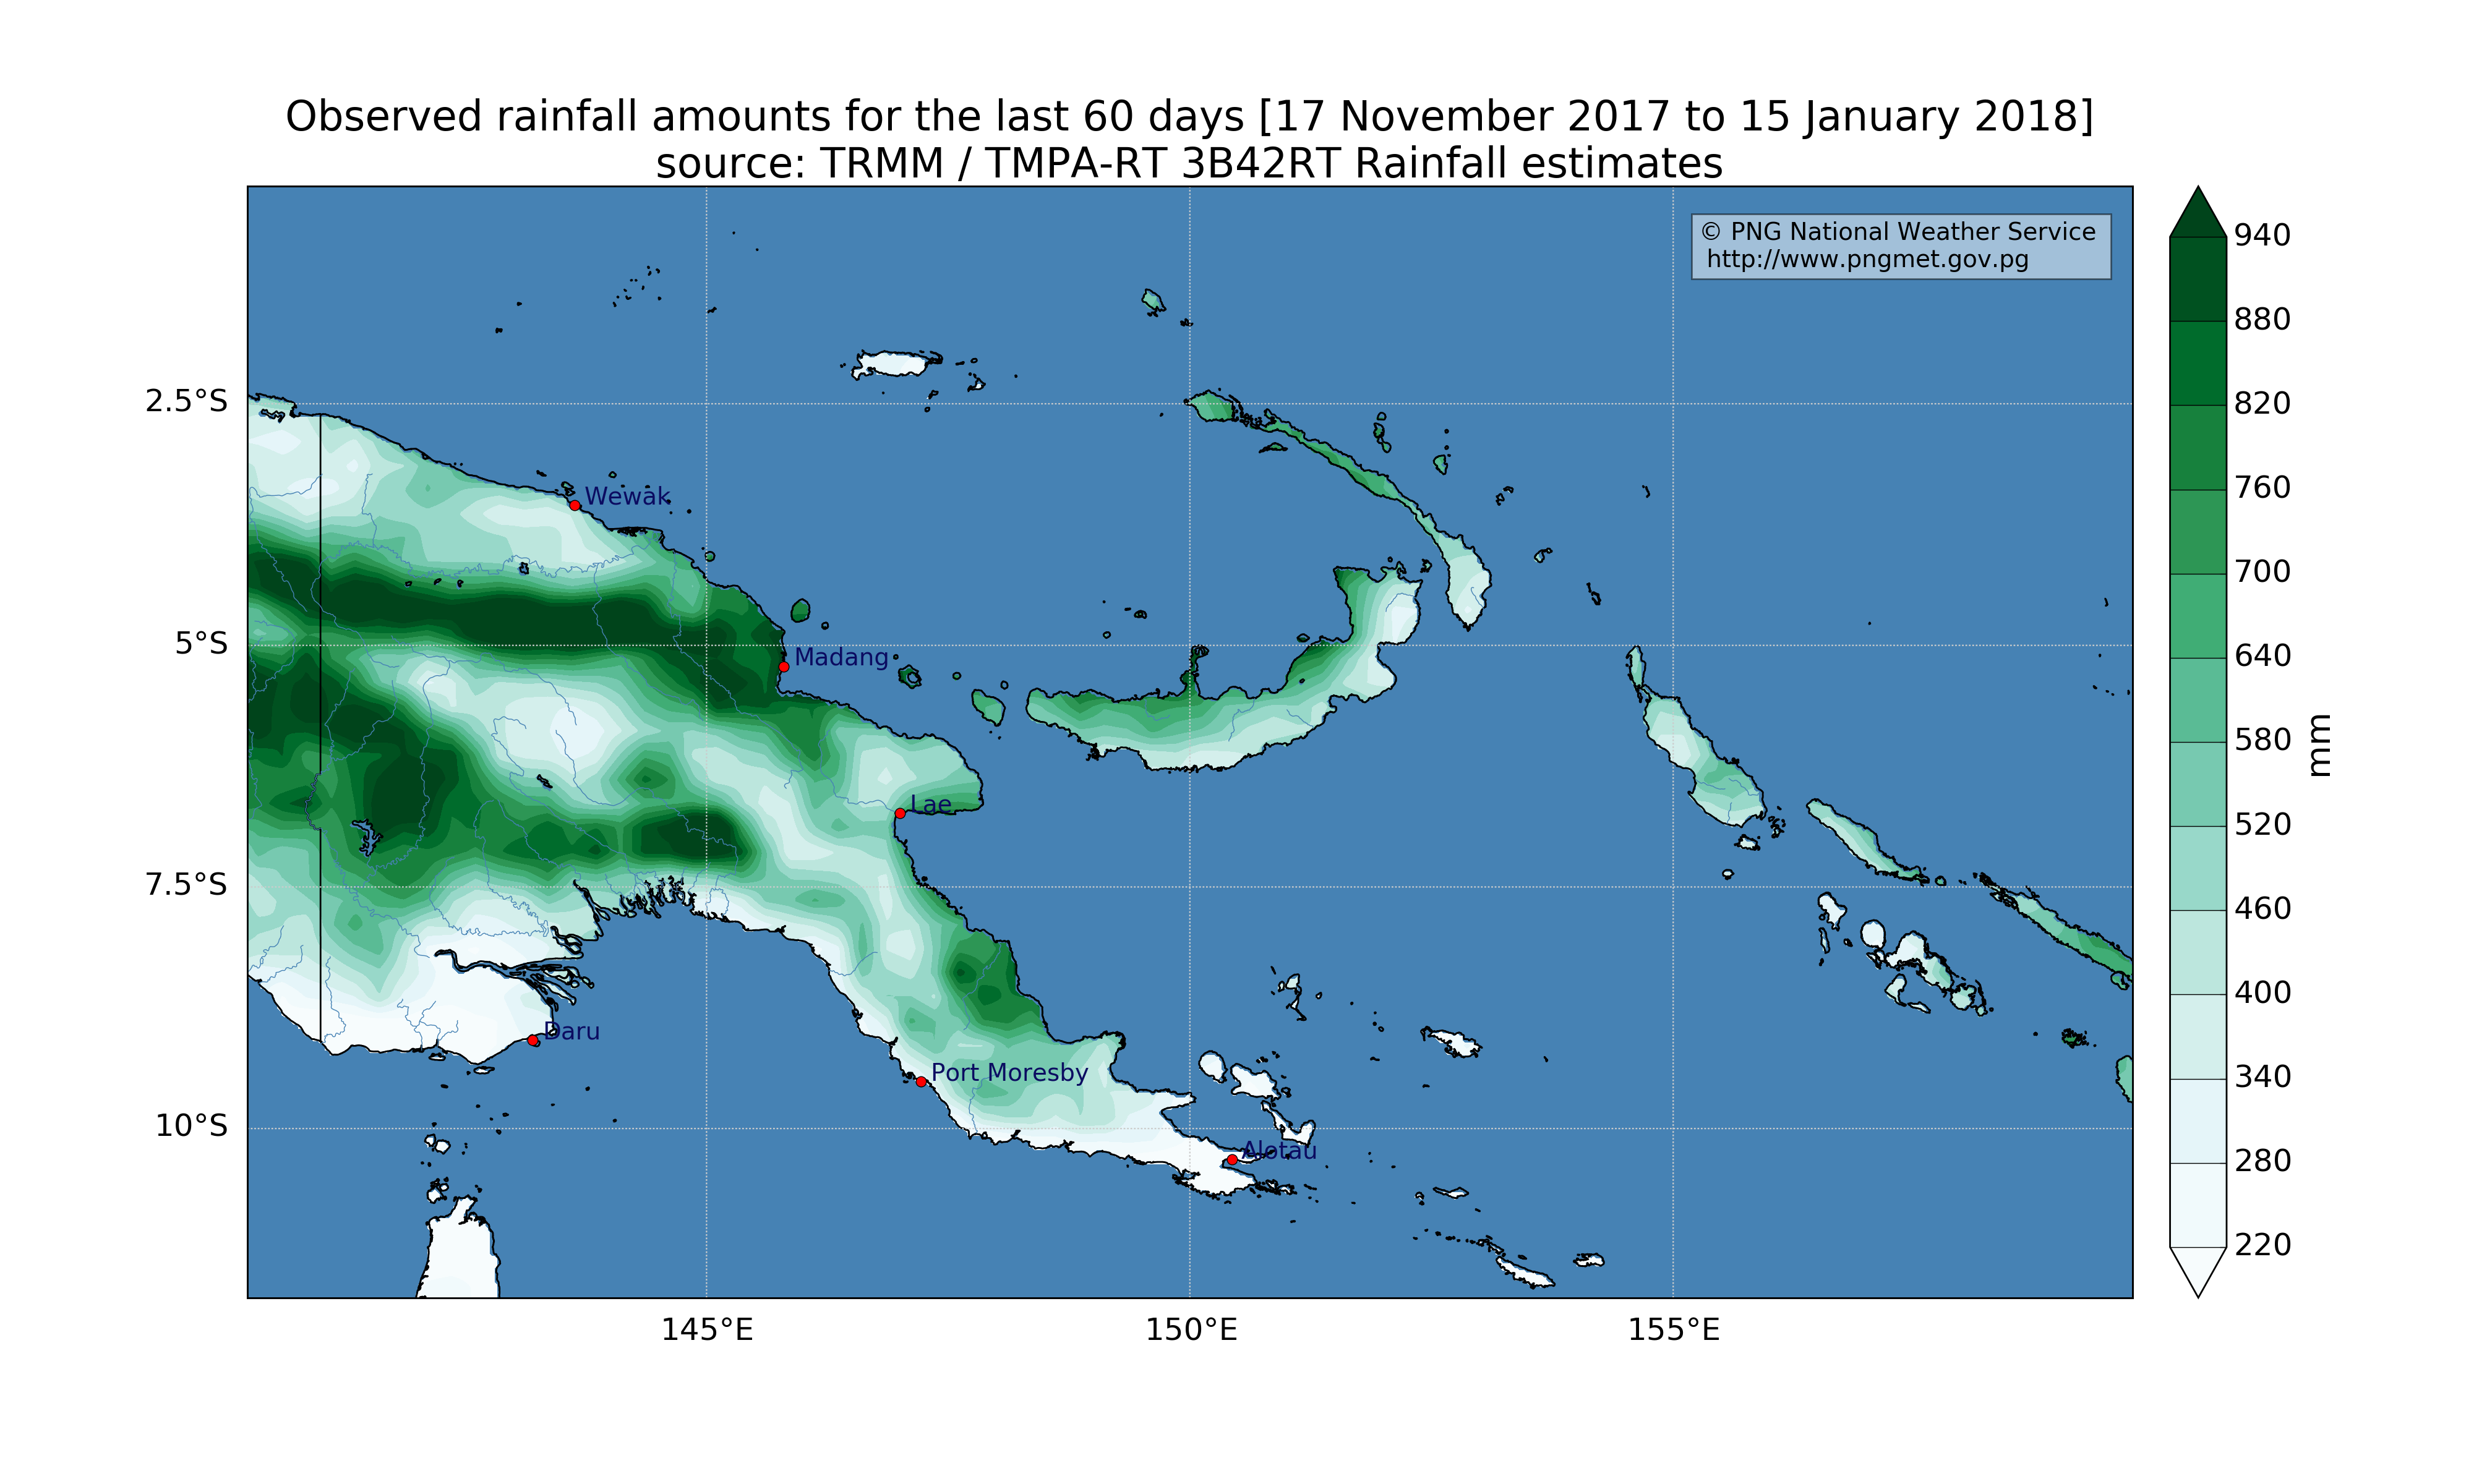 Observed rainfall amounts for the last 60 days [17 November 2017 to 15 January 2018]
source: TRMM / TMPA-RT 3B42RT Rainfall estimates
© PNG National Weather Service
http://www.pngmet.gov.pg
940
880
820
760
700
640
580
520
460
400
340
280
220
mm
2.5°S
5°S
7.5°S
10°S
Wewak
Madang
Lae
Daru
Port Moresby
Alotau
145°E
150°E
155°E